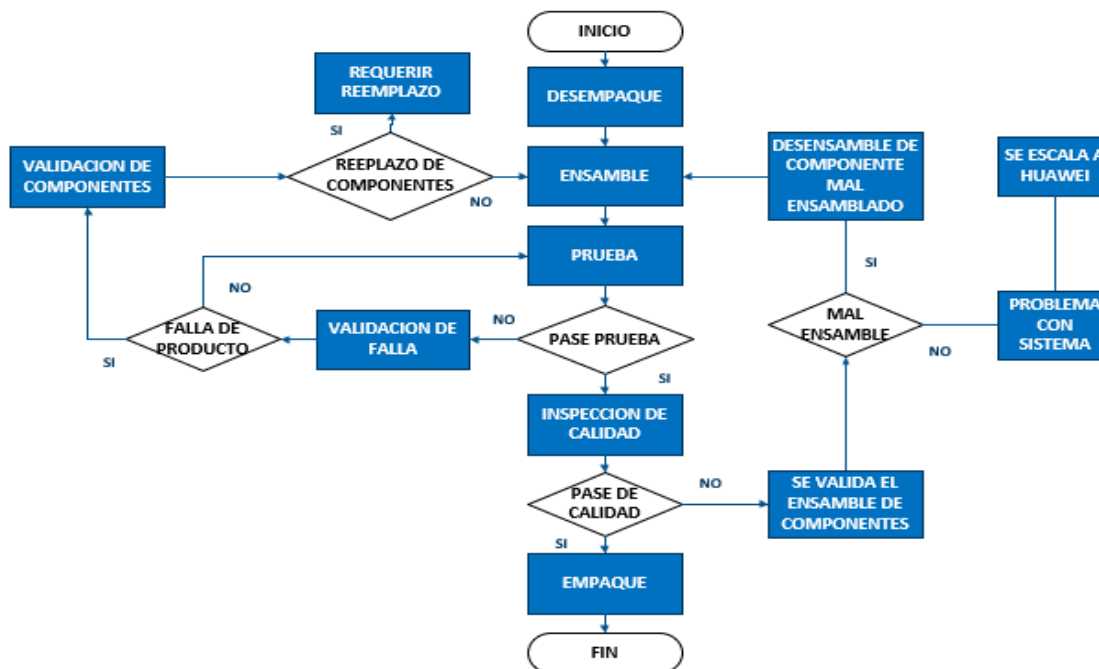 INICIO
REQUERIR
REEMPLAZO
DESEMPAQUE
SI
VALIDACION DE
COMPONENTES
REEPLAZO DE
COMPONENTES
NO
ENSAMBLE
DESENSAMBLE DE
COMPONENTE
MAL
ENSAMBLADO
SE ESCALA A
HUAWEI
PRUEBA
SI
NO
FALLA DE
PRODUCTO
SI
VALIDACION DE
FALLA
NO
PASE PRUEBA
SI
MAL
ENSAMBLE
NO
PROBLEMA
CON
SISTEMA
INSPECCION DE
CALIDAD
PASE DE
CALIDAD
NO
SE VALIDA EL
ENSAMBLE DE
COMPONENTES
SI
EMPAQUE
FIN